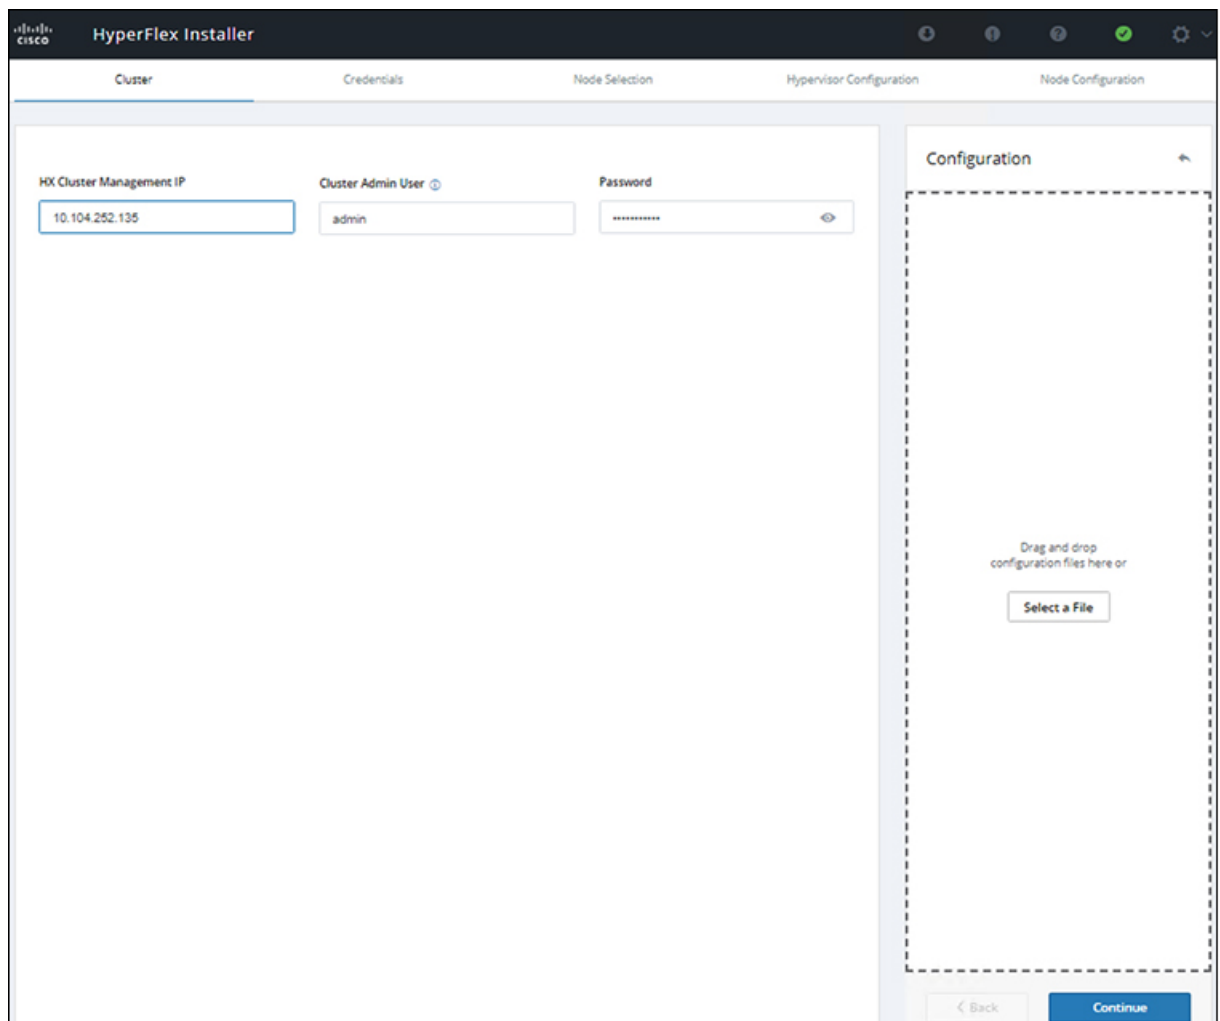 CISCO HyperFlex Installer
Cluster Credentials Node Selection Hypervisor Configuration Node Configuration
Configuration
HX Cluster Management IP Cluster Admin User Password
10.104.252.135 admin •••••••••••
Drag and drop
configuration files here or
Select a File
< Back Continue